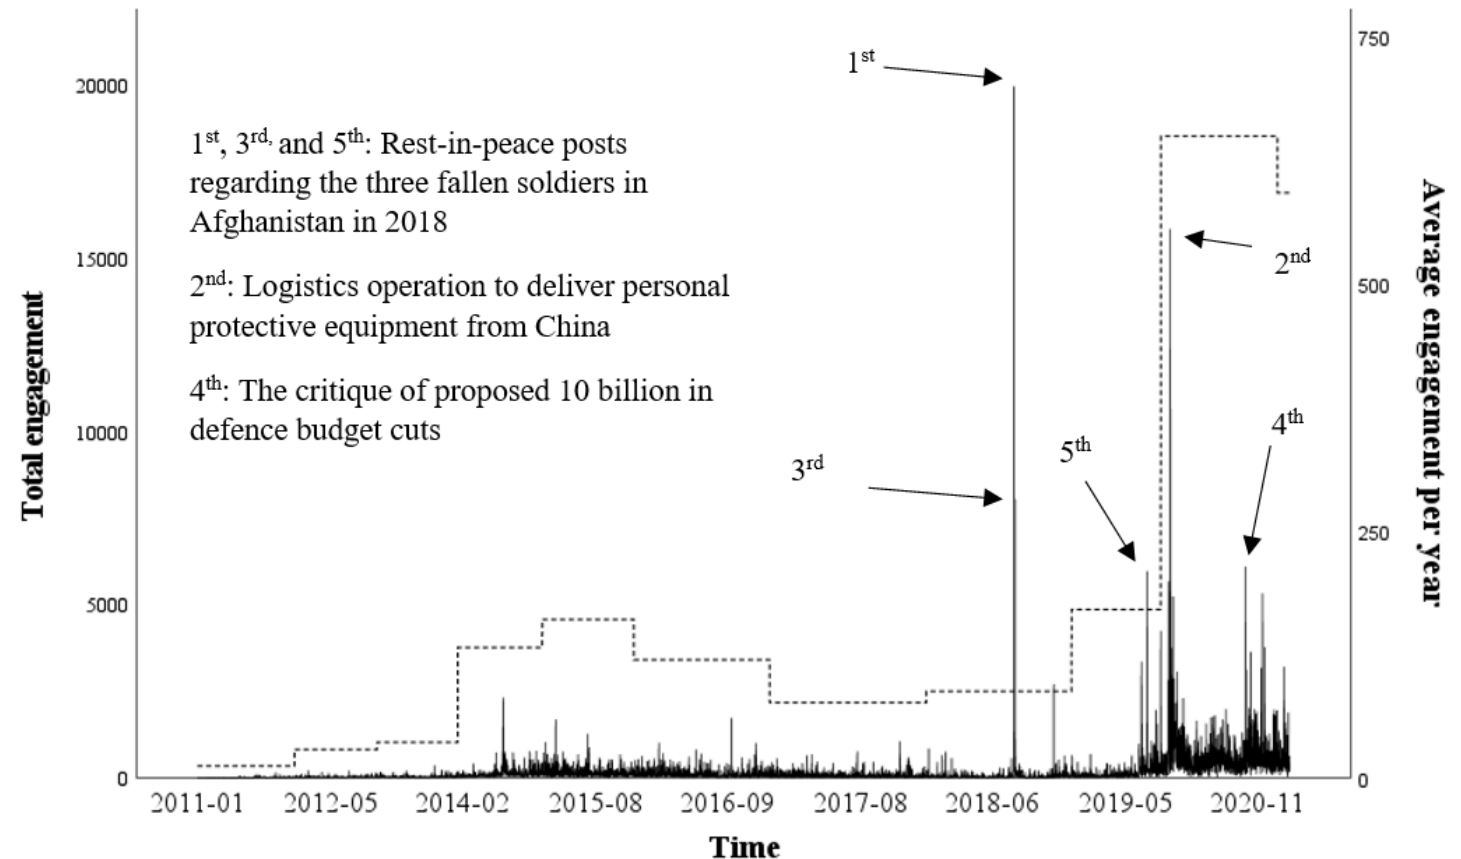 750
1st
20000
1st, 3rd, and 5th: Rest-in-peace posts
regarding the three fallen soldiers in
Afghanistan in 2018
15000
2nd
2nd: Logistics operation to deliver personal
protective equipment from China
500
4th: The critique of proposed 10 billion in
defence budget cuts
10000
4th
5th
3rd
250
5000
0
0
Total engagement
Average engagement per year
2011-01 2012-05 2014-02 2015-08 2016-09 2017-08 2018-06 2019-05 2020-11
Time